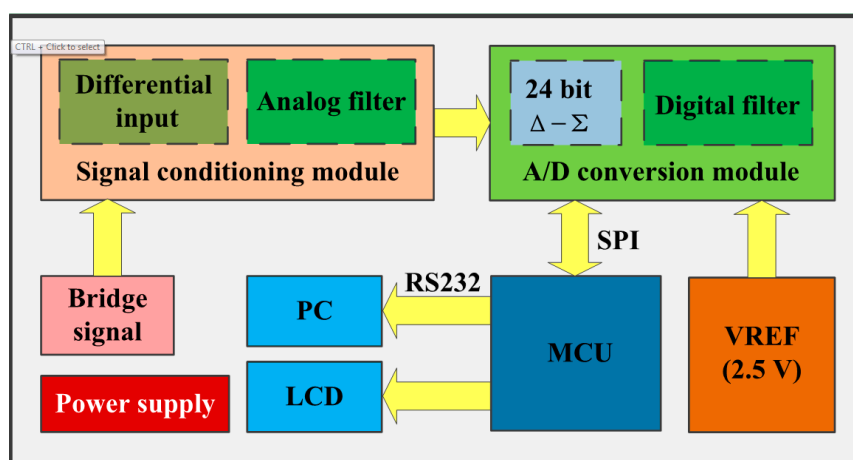 CTRL + Click to select
Differential
input
Analog filter
Signal conditioning module
24 bit
Δ − Σ
Digital filter
A/D conversion module
SPI
Bridge
signal
RS232
PC
MCU
VREF
(2.5 V)
Power supply
LCD